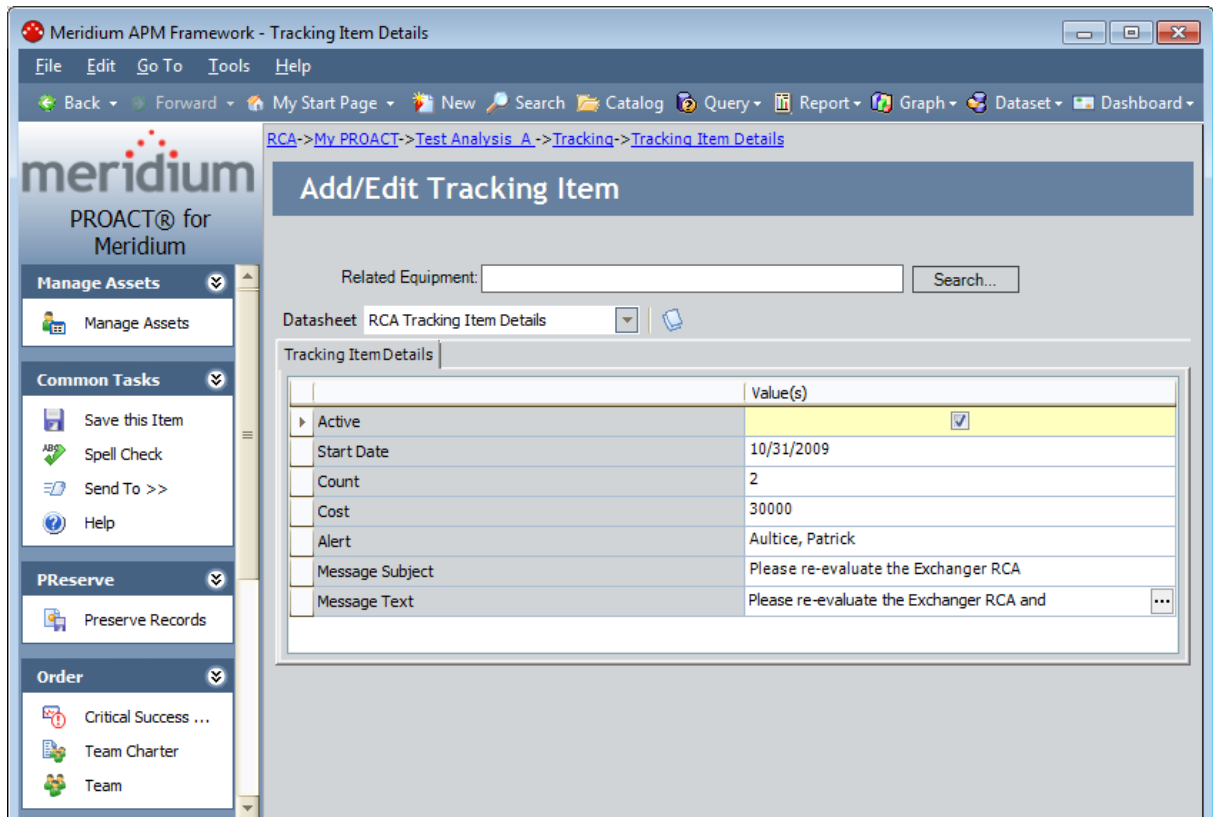 Meridium APM Framework - Tracking Item Details
File Edit Go To Tools Help
Back Forward My Start Page New Search Catalog Query Report Graph Dataset Dashboard
RCA->My PROACT->Test Analysis A ->Tracking->Tracking Item Details
meridium
PROACT® for
Meridium
Add/Edit Tracking Item
Manage Assets
Manage Assets
Common Tasks
Save this Item
ABC
Spell Check
Send To >>
Help
PReserve
Preserve Records
Order
Critical Success ...
Team Charter
Team
Related Equipment:
Search...
Datasheet RCA Tracking Item Details
Tracking Item Details
Value(s)
Active
Start Date 10/31/2009
Count 2
Cost 30000
Alert Aultice, Patrick
Message Subject Please re-evaluate the Exchanger RCA
Message Text Please re-evaluate the Exchanger RCA and ...